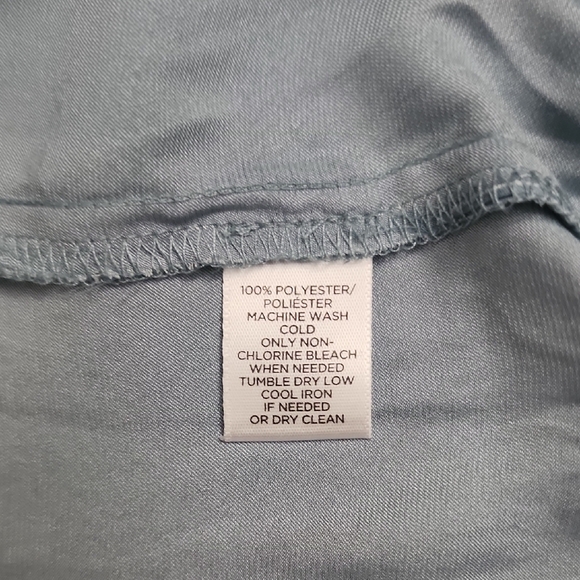 100% POLYESTER/
POLIÉSTER
MACHINE WASH
COLD
ONLY NON-
CHLORINE BLEACH
WHEN NEEDED
TUMBLE DRY LOW
COOL IRON
IF NEEDED
OR DRY CLEAN